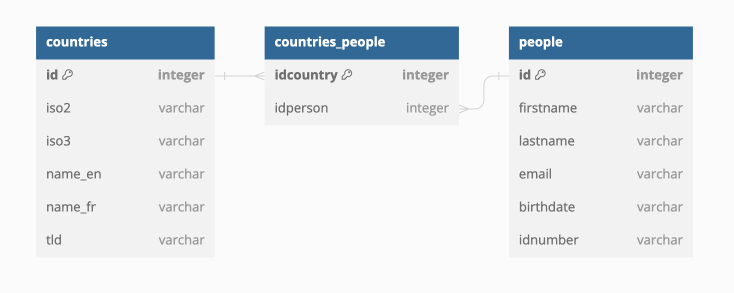 countries
id integer
iso2 varchar
iso3 varchar
name_en varchar
name_fr varchar
tld varchar
countries_people
idcountry integer
idperson integer
people
id integer
firstname varchar
lastname varchar
email varchar
birthdate varchar
idnumber varchar